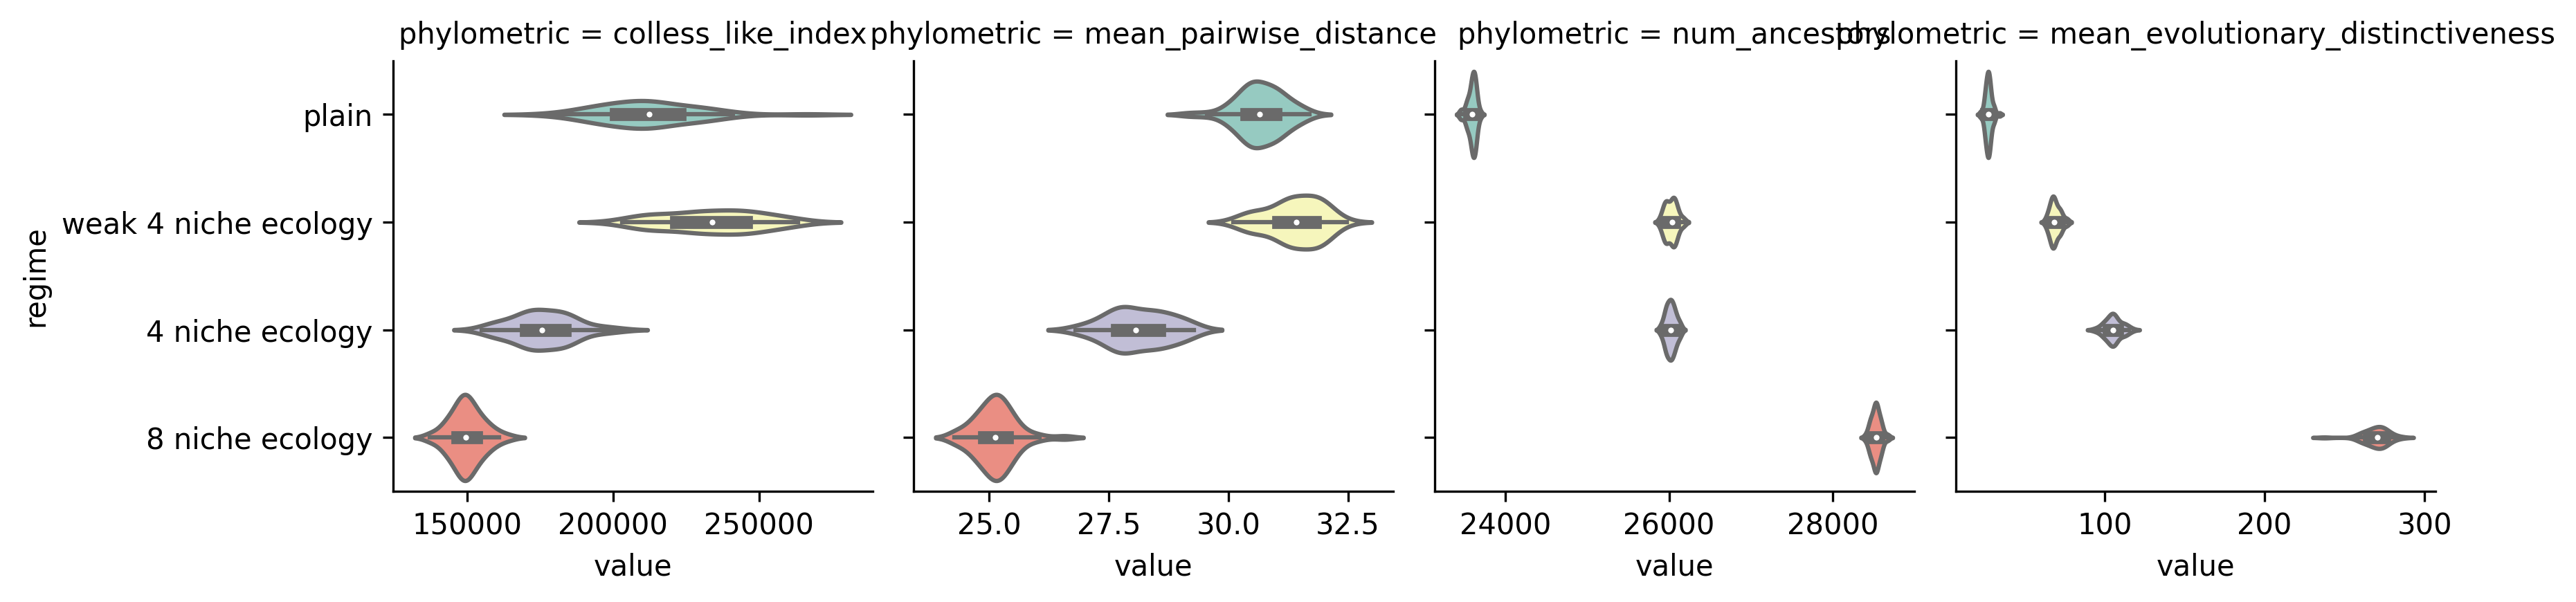 phylometric = colless_like_index
phylometric = mean_pairwise_distance
phylometric = num_ancestors
phylometric = mean_evolutionary_distinctiveness
regime
plain
weak 4 niche ecology
4 niche ecology
8 niche ecology
150000 200000 250000
value
25.0 27.5 30.0 32.5
value
24000 26000 28000
value
100 200 300
value